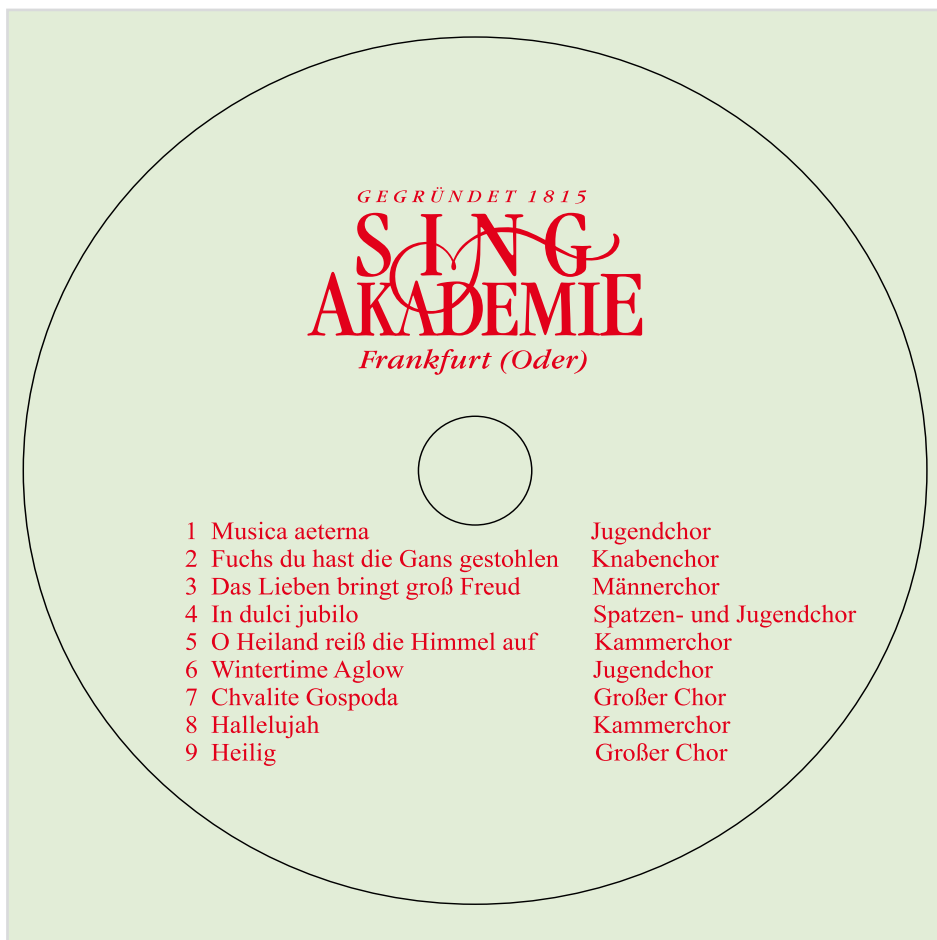 GEGRÜNDET 1815
SING
AKADEMIE
Frankfurt (Oder)
1 Musica aeterna Jugendchor
2 Fuchs du hast die Gans gestohlen Knabenchor
3 Das Lieben bringt groß Freud Männerchor
4 In dulci jubilo Spatzen- und Jugendchor
5 O Heiland reiß die Himmel auf Kammerchor
6 Wintertime Aglow Jugendchor
7 Chvalite Gospoda Großer Chor
8 Hallelujah Kammerchor
9 Heilig Großer Chor